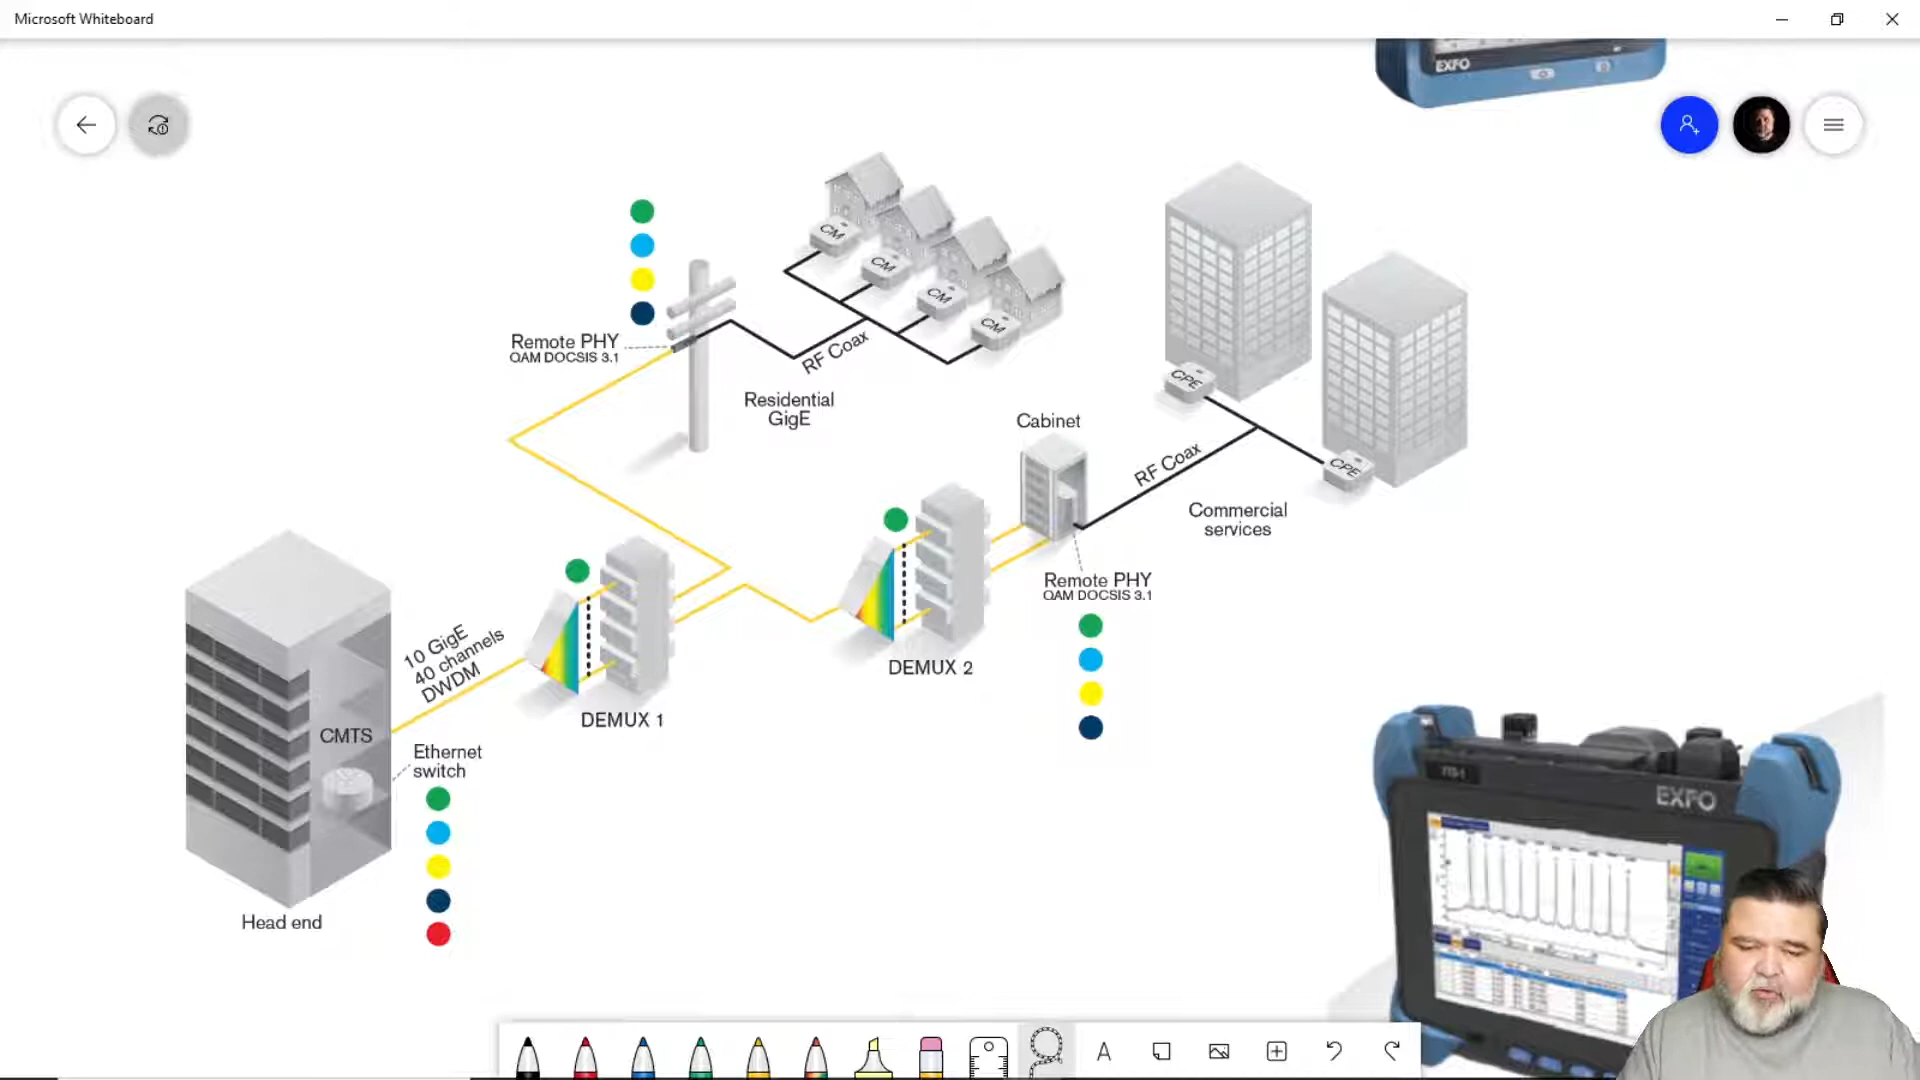 Microsoft Whiteboard
EXFO
CM
CM
CM
CM
Remote PHY
QAM DOCSIS 3.1
RF Coax
Residential
GigE
CPE
CPE
Cabinet
RF Coax
Commercial
services
Remote PHY
QAM DOCSIS 3.1
10 GigE
40 channels
DWDM
DEMUX 2
DEMUX 1
CMTS
Ethernet
switch
Head end
EXFO
A